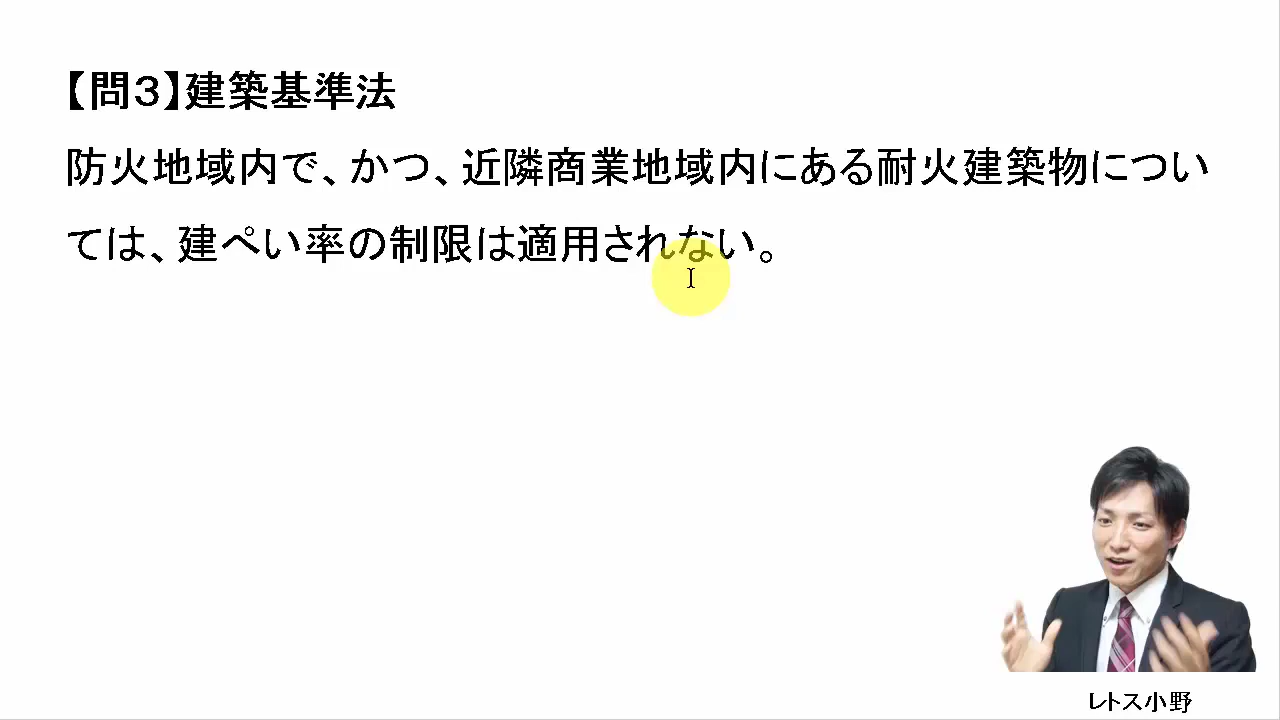 【問３】建築基準法
防火地域内で、かつ、近隣商業地域内にある耐火建築物につい
ては、建ぺい率の制限は適用されない。
レトス小野